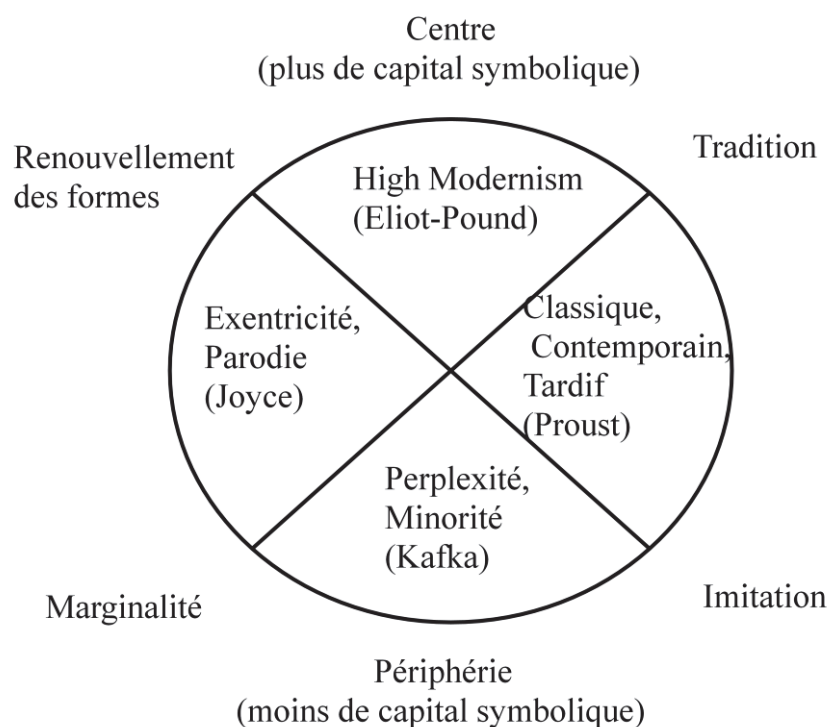 Centre
(plus de capital symbolique)
Renouvellement
des formes
Tradition
High Modernism
(Eliot-Pound)
Exentricité,
Parodie
(Joyce)
Classique,
Contemporain,
Tardif
(Proust)
Perplexité,
Minorité
(Kafka)
Marginalité
Imitation
Périphérie
(moins de capital symbolique)